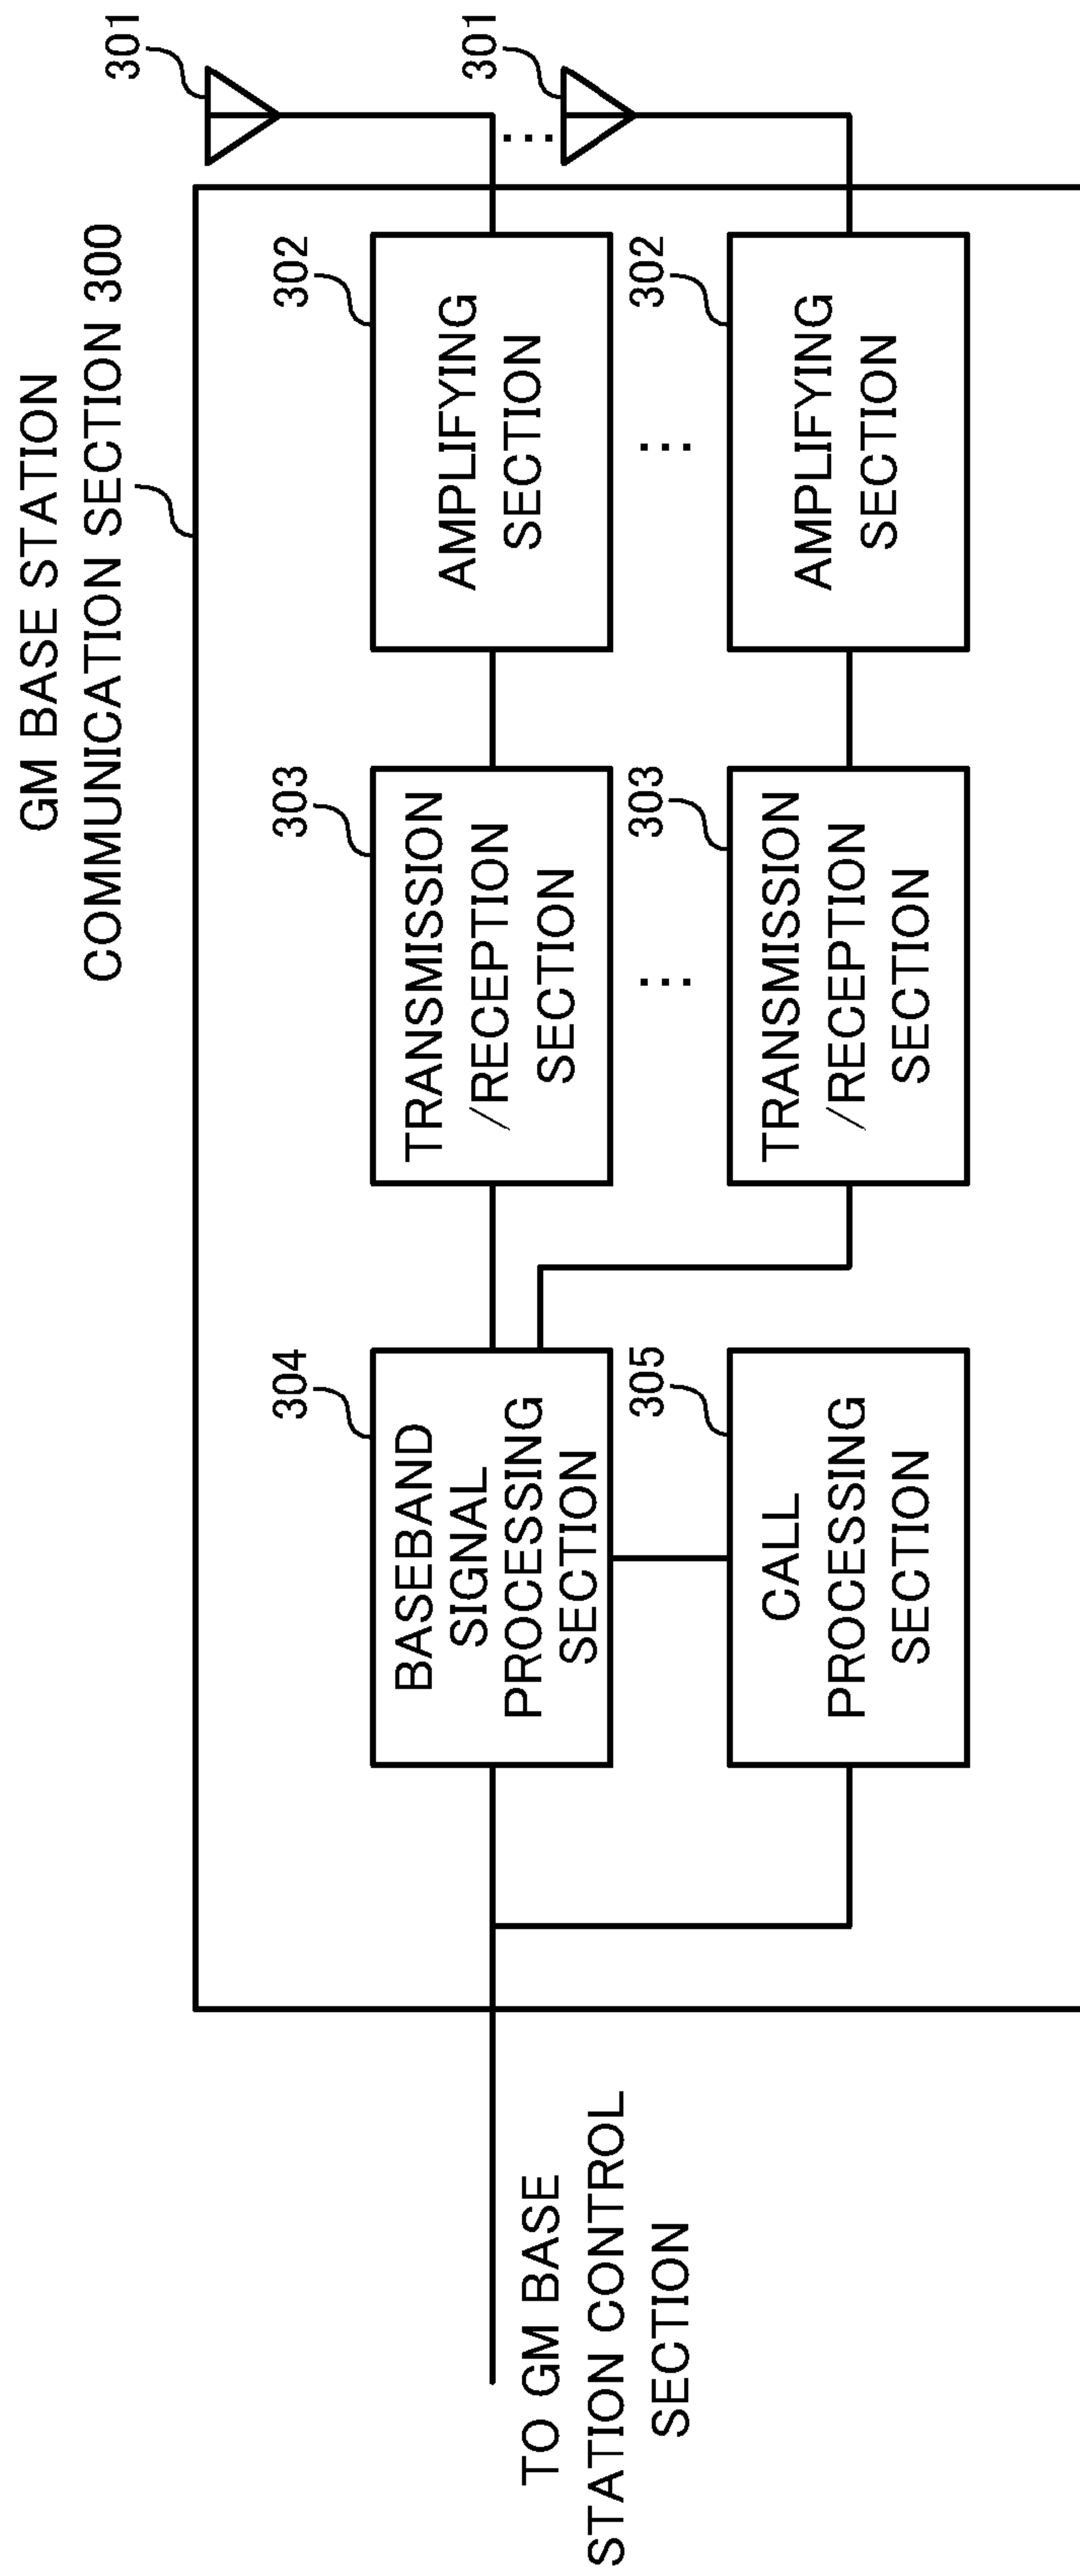 GM BASE STATION
COMMUNICATION SECTION 300
304
303
302
301
BASEBAND
SIGNAL
PROCESSING
SECTION
TRANSMISSION
/RECEPTION
SECTION
AMPLIFYING
SECTION
...
TO GM BASE
STATION CONTROL
SECTION
305
303
302
301
...
...
CALL
PROCESSING
SECTION
TRANSMISSION
/RECEPTION
SECTION
AMPLIFYING
SECTION